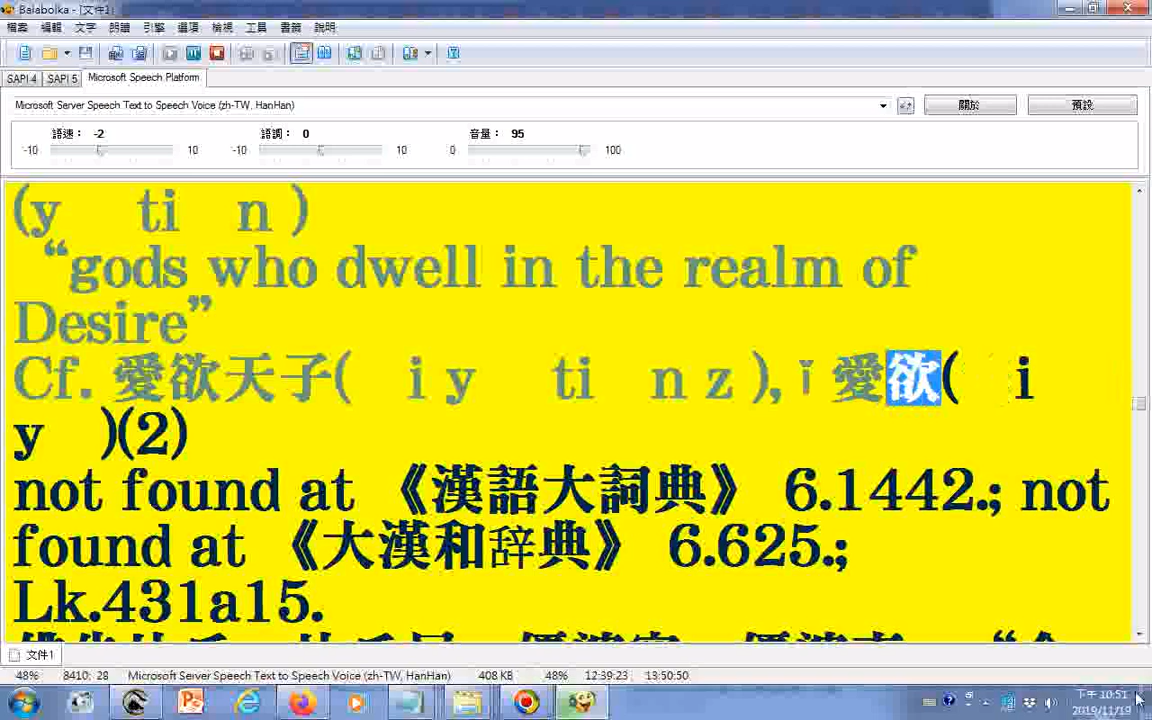 Balabolka - [文件1]
檔案 編輯 文字 朗讀 引擎 選項 檢視 工具 書籤 說明
SAPI 4 SAPI 5 Microsoft Speech Platform
Microsoft Server Speech Text to Speech Voice (zh-TW, HanHan) 關於 預設
語速： -2 語調： 0 音量： 95
-10 10 -10 10 0 100
(y ti n )
“gods who dwell in the realm of
Desire”
Cf. 愛欲天子( i y ti n z ), ǐ 愛欲( i
y )(2)
not found at 《漢語大詞典》 6.1442.; not
found at 《大漢和辞典》 6.625.;
Lk.431a15.
文件1
48% 8410; 28 Microsoft Server Speech Text to Speech Voice (zh-TW, HanHan) 408 KB 48% 12:39:23 13:50:50
下午 10:51
2019/11/19